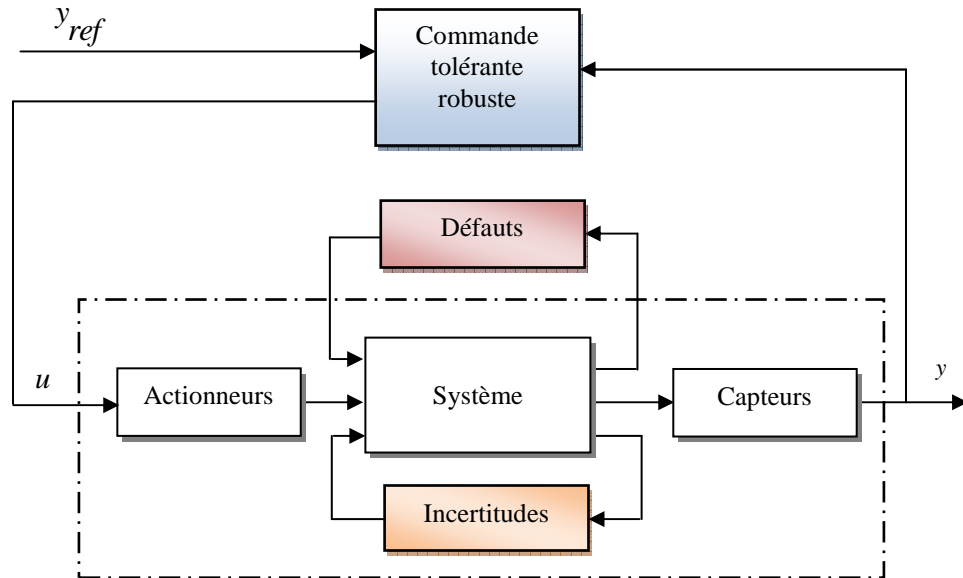 y_ref
Commande
tolérante
robuste
Défauts
u
Actionneurs
Système
Capteurs
y
Incertitudes